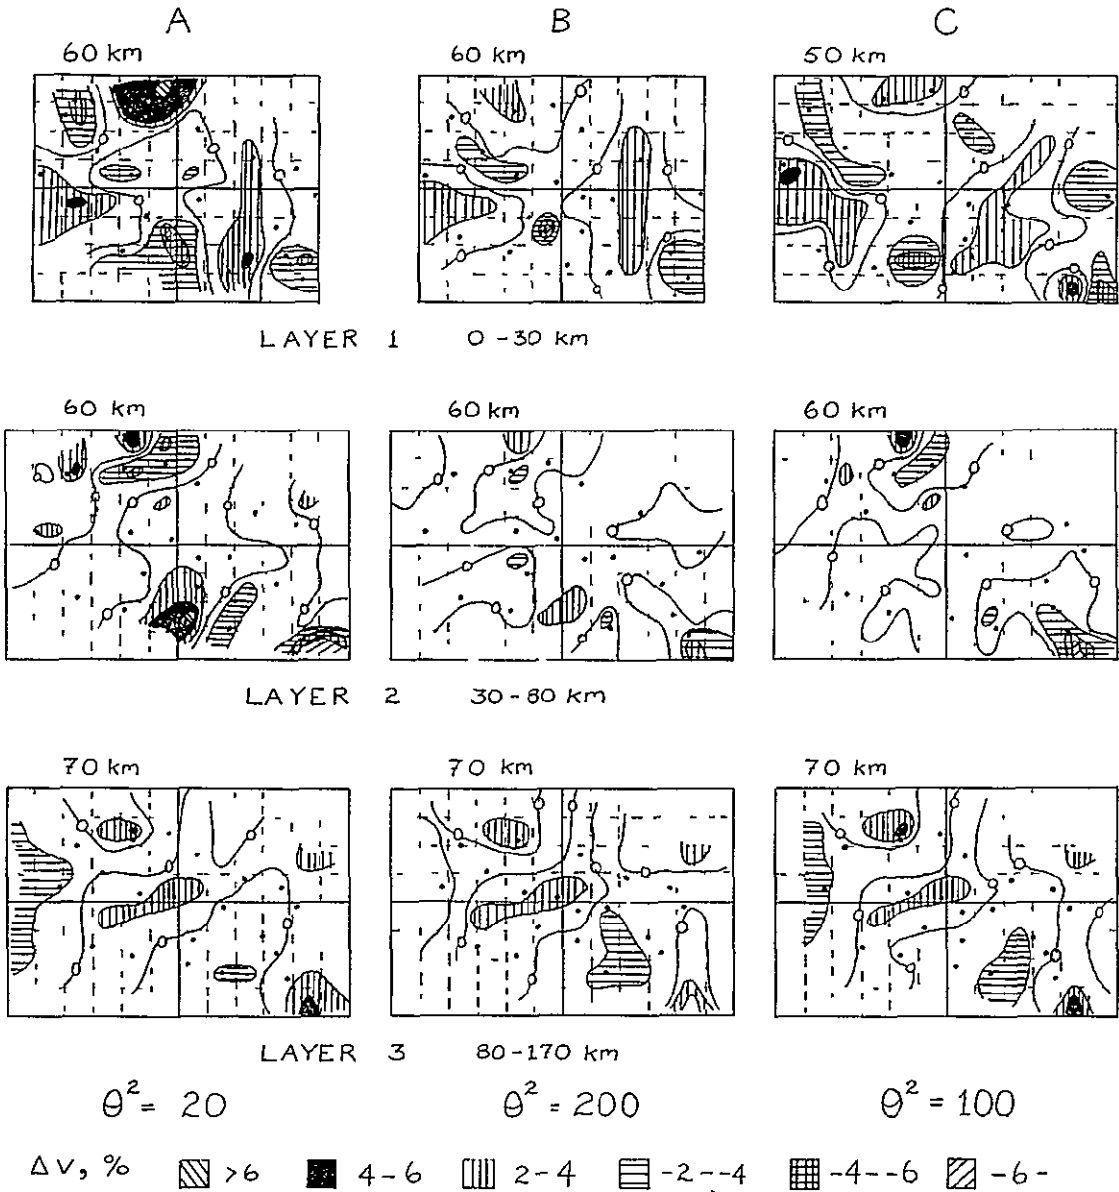 A B C
60 km 60 km 50 km
LAYER 1 0-30 km
60 km 60 km 60 km
LAYER 2 30-80 km
70 km 70 km 70 km
LAYER 3 80-170 km
θ² = 20 θ² = 200 θ² = 100
Δv, % >6 4-6 2-4 -2--4 -4--6 -6-